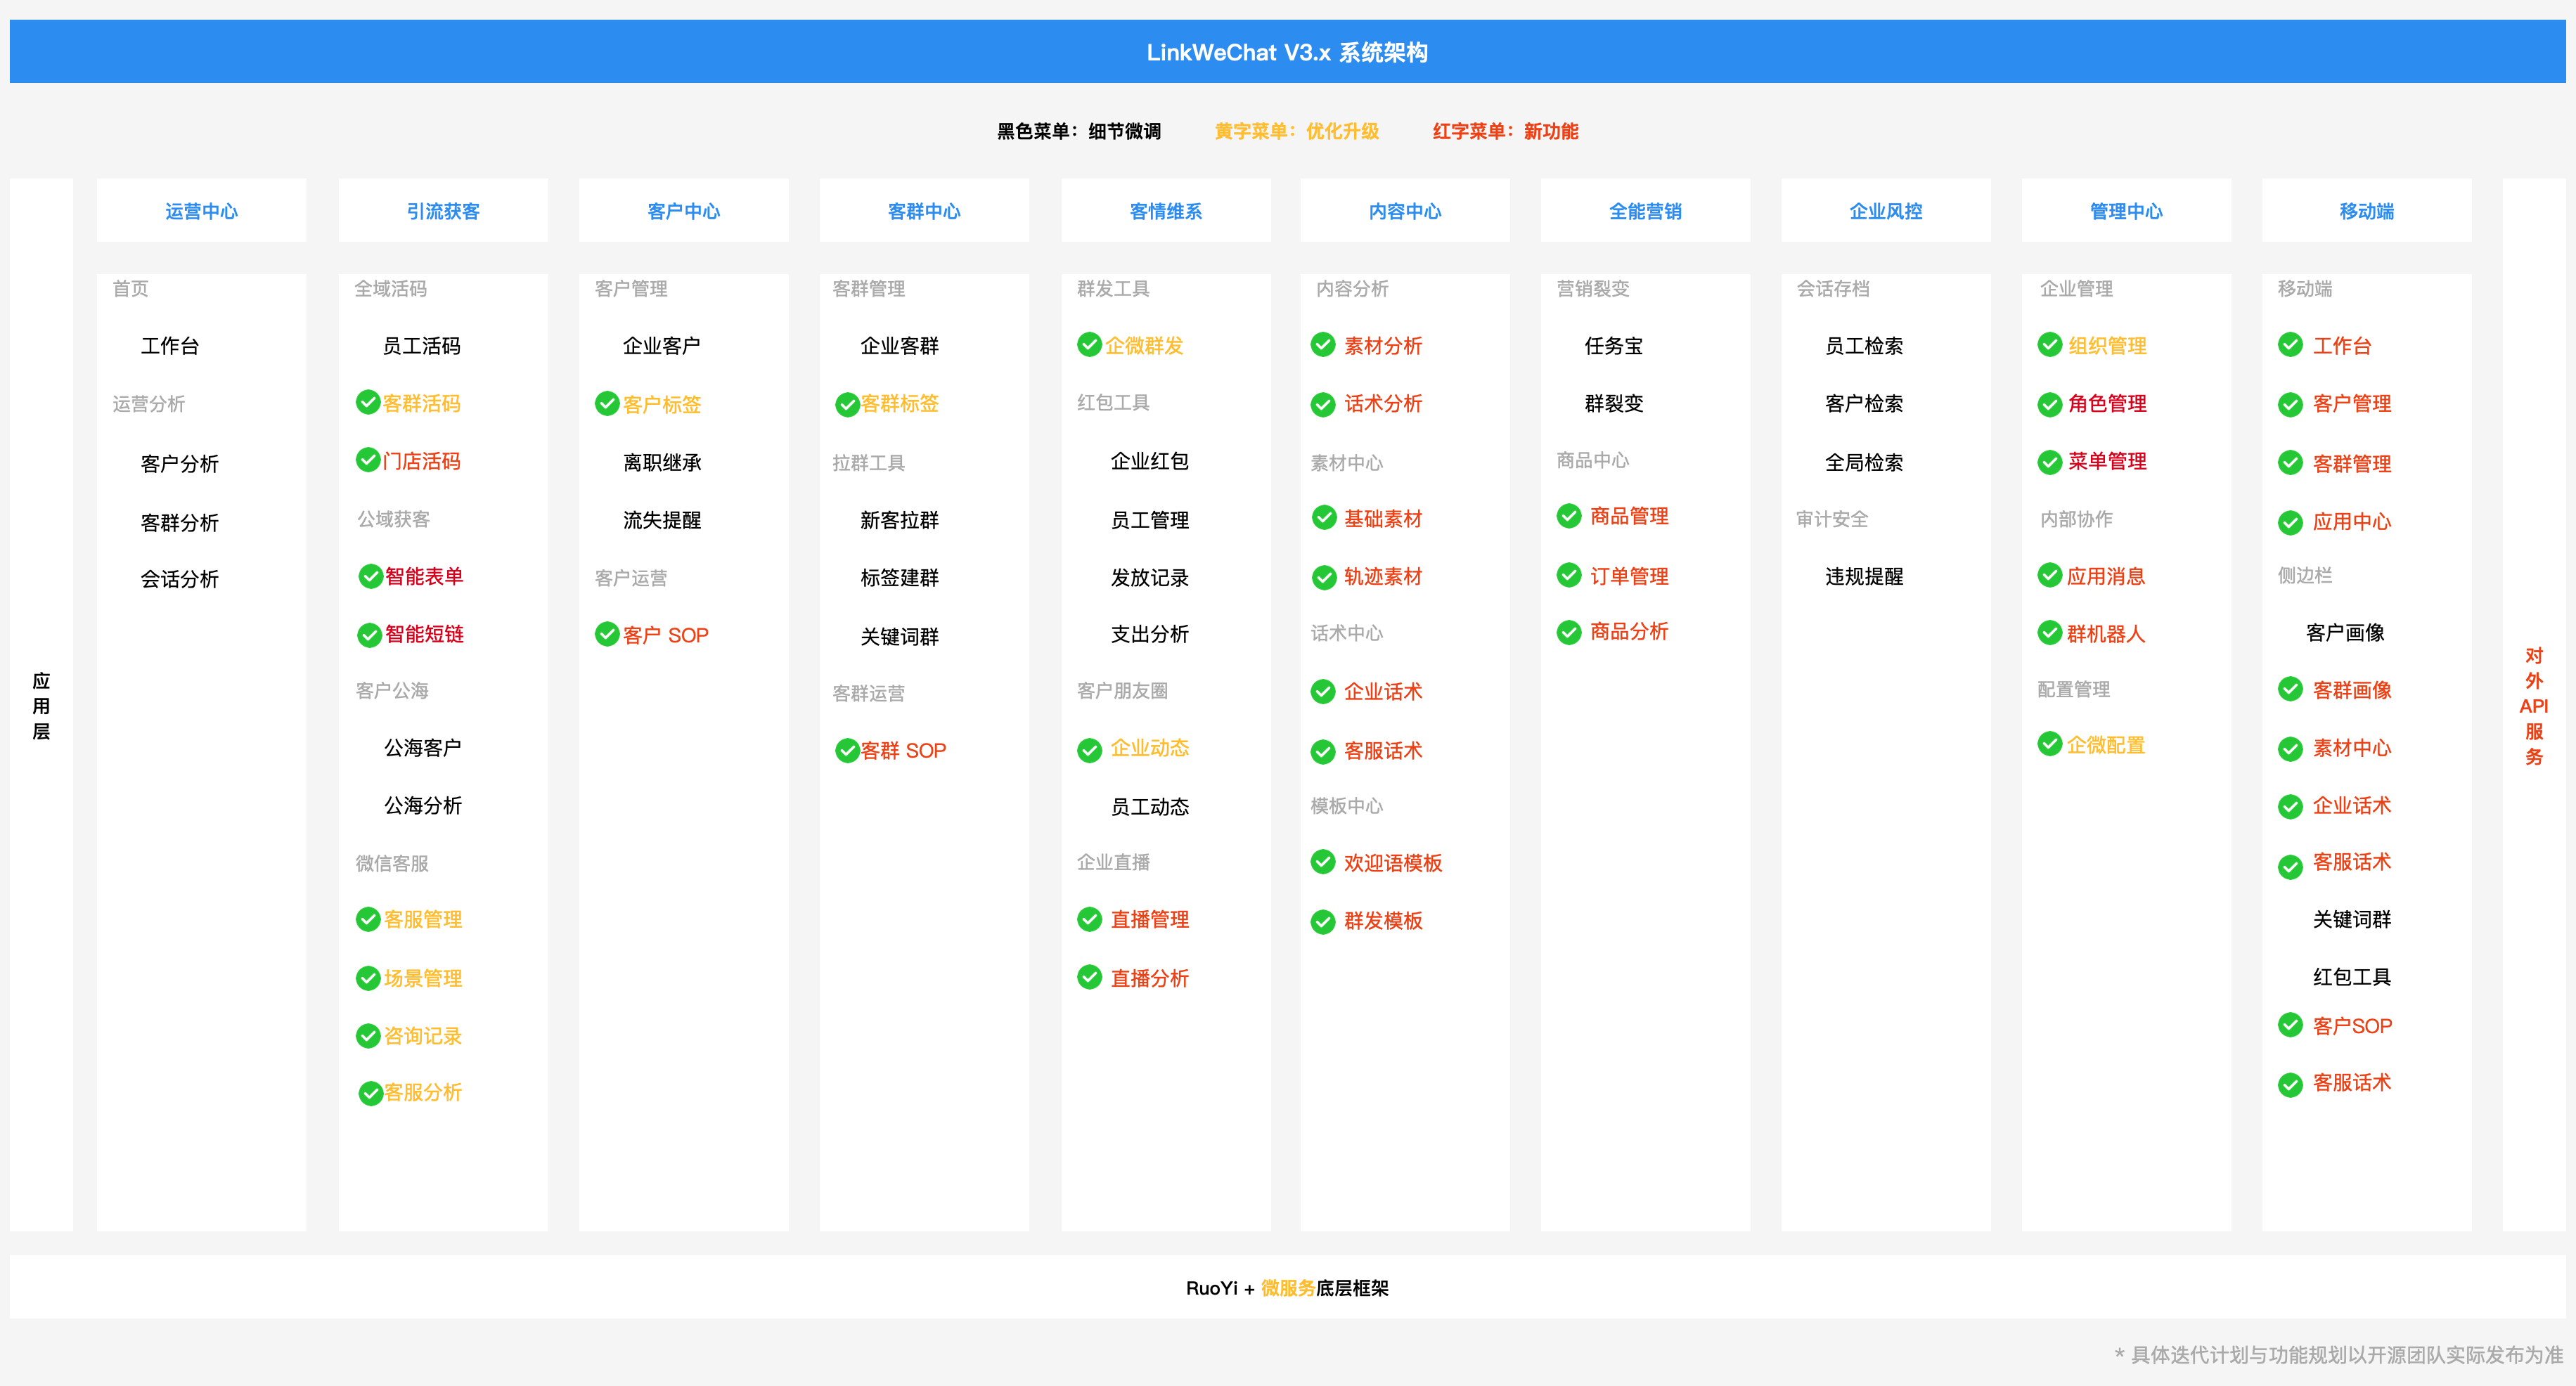 LinkWeChat V3.x 系统架构
黑色菜单：细节微调
黄字菜单：优化升级
红字菜单：新功能
应
用
层
运营中心
首页
工作台
运营分析
客户分析
客群分析
会话分析
引流获客
全域活码
员工活码
客群活码
门店活码
公域获客
智能表单
智能短链
客户公海
公海客户
公海分析
微信客服
客服管理
场景管理
咨询记录
客服分析
客户中心
客户管理
企业客户
客户标签
离职继承
流失提醒
客户运营
客户 SOP
客群中心
客群管理
企业客群
客群标签
拉群工具
新客拉群
标签建群
关键词群
客群运营
客群 SOP
客情维系
群发工具
企微群发
红包工具
企业红包
员工管理
发放记录
支出分析
客户朋友圈
企业动态
员工动态
企业直播
直播管理
直播分析
内容中心
内容分析
素材分析
话术分析
素材中心
基础素材
轨迹素材
话术中心
企业话术
客服话术
模板中心
欢迎语模板
群发模板
全能营销
营销裂变
任务宝
群裂变
商品中心
商品管理
订单管理
商品分析
企业风控
会话存档
员工检索
客户检索
全局检索
审计安全
违规提醒
管理中心
企业管理
组织管理
角色管理
菜单管理
内部协作
应用消息
群机器人
配置管理
企微配置
移动端
移动端
工作台
客户管理
客群管理
应用中心
侧边栏
客户画像
客群画像
素材中心
企业话术
客服话术
关键词群
红包工具
客户SOP
客服话术
对
外
API
服
务
RuoYi + 微服务底层框架
* 具体迭代计划与功能规划以开源团队实际发布为准